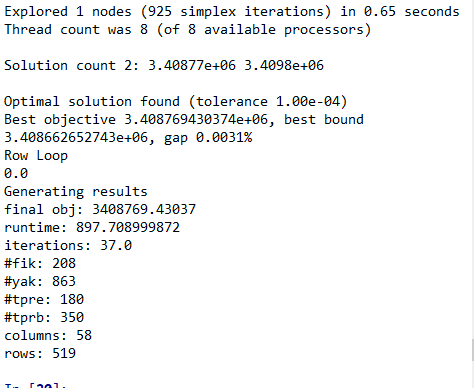 Explored 1 nodes (925 simplex iterations) in 0.65 seconds
Thread count was 8 (of 8 available processors)
Solution count 2: 3.40877e+06 3.4098e+06
Optimal solution found (tolerance 1.00e-04)
Best objective 3.408769430374e+06, best bound
3.408662652743e+06, gap 0.0031%
Row Loop
0.0
Generating results
final obj: 3408769.43037
runtime: 897.708999872
iterations: 37.0
#fik: 208
#yak: 863
#tpre: 180
#tprb: 350
columns: 58
rows: 519